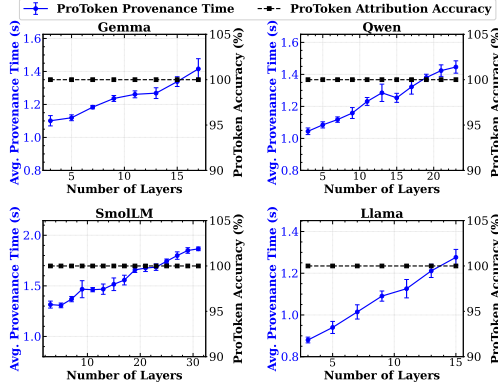 ProToken Provenance Time (s) ProToken Attribution Accuracy
Gemma
Avg. Provenance Time (s)
1.6
1.4
1.2
1.0
0.8
105
100
95
90
ProToken Accuracy (%)
5 10 15
Number of Layers
Qwen
Avg. Provenance Time (s)
1.6
1.4
1.2
1.0
0.8
105
100
95
90
ProToken Accuracy (%)
10 20
Number of Layers
SmolLM
Avg. Provenance Time (s)
2.0
1.5
1.0
105
100
95
90
ProToken Accuracy (%)
10 20 30
Number of Layers
Llama
Avg. Provenance Time (s)
1.4
1.2
1.0
0.8
105
100
95
90
ProToken Accuracy (%)
5 10 15
Number of Layers